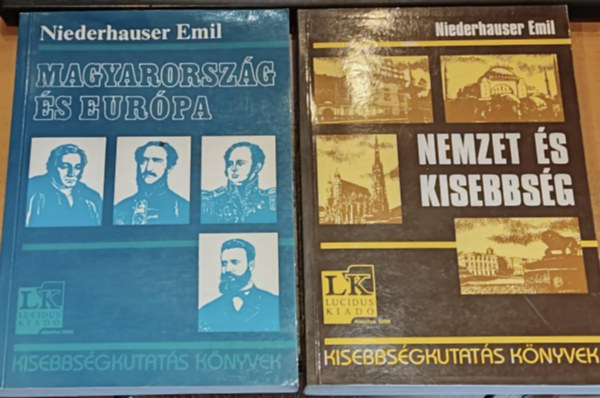 Niederhauser Emil
MAGYARORSZÁG
ÉS EURÓPA
LK
LUCIDUS
KIADÓ
KISEBBSÉGKUTATÁS KÖNYVEK
Niederhauser Emil
NEMZET ÉS
KISEBBSÉG
LK
LUCIDUS
KIADÓ
KISEBBSÉGKUTATÁS KÖNYVEK